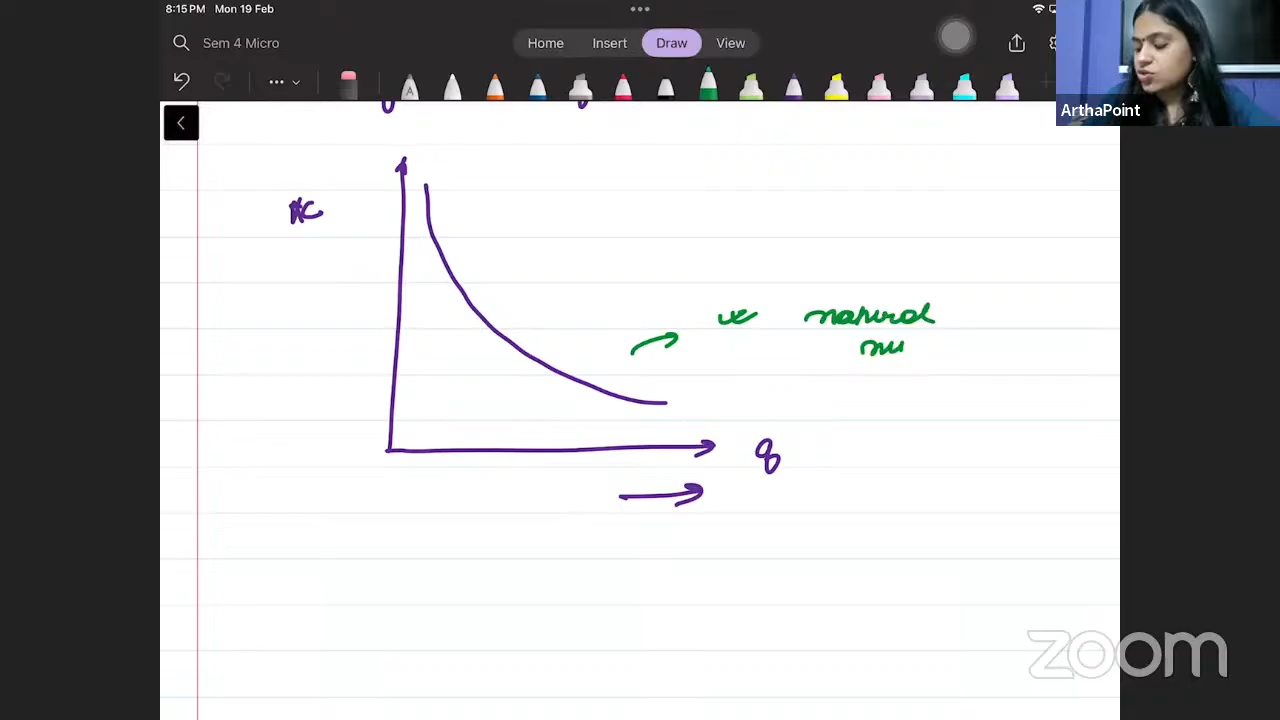 8:15 PM Mon 19 Feb
Sem 4 Micro
Home Insert Draw View
A
ArthaPoint
AC
natural
q
zoom